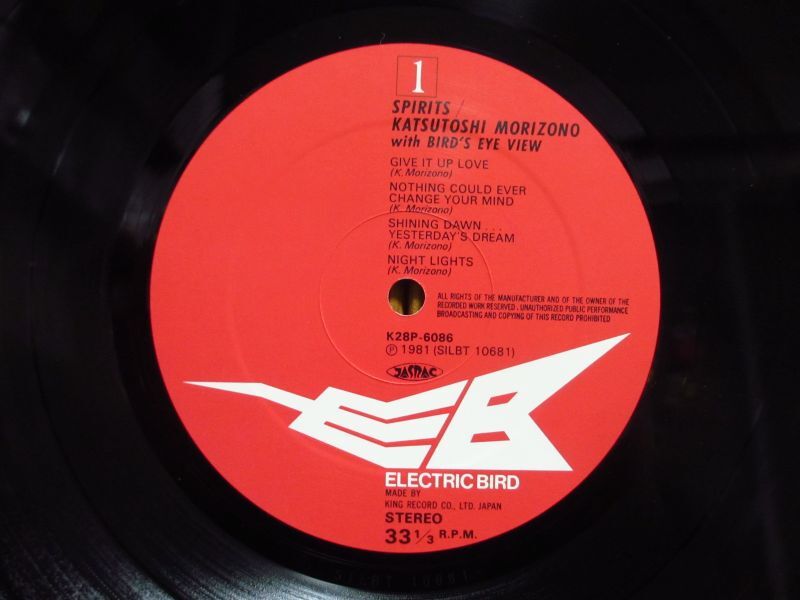 1
SPIRITS /
KATSUTOSHI MORIZONO
with BIRD'S EYE VIEW
GIVE IT UP LOVE
(K. Morizono)
NOTHING COULD EVER
CHANGE YOUR MIND
(K. Morizono)
SHINING DAWN . . .
YESTERDAY'S DREAM
(K. Morizono)
NIGHT LIGHTS
(K. Morizono)
ALL RIGHTS OF THE MANUFACTURER AND OF THE OWNER OF THE
RECORDED WORK RESERVED. UNAUTHORIZED PUBLIC PERFORMANCE
BROADCASTING AND COPYING OF THIS RECORD PROHIBITED
K28P-6086
℗ 1981 (SILBT 10681)
JASRAC
EB
ELECTRIC BIRD
MADE BY
KING RECORD CO., LTD. JAPAN
STEREO
33 1/3 R.P.M.